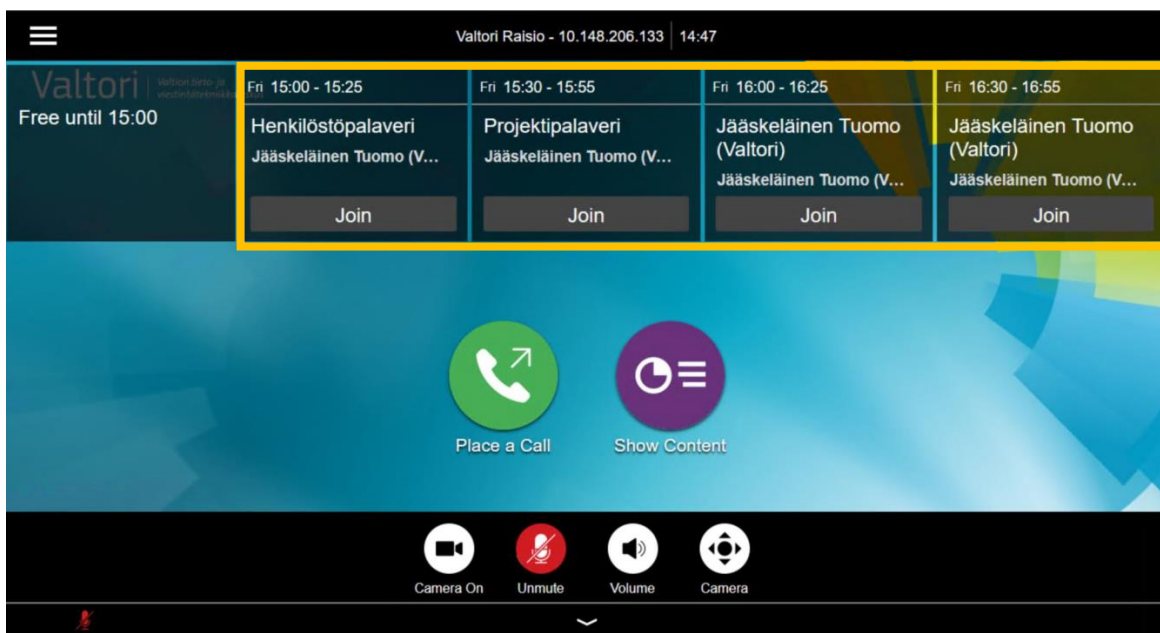 Valtori Raisio - 10.148.206.133 14:47
Valtori
Free until 15:00
Fri 15:00 - 15:25
Henkilöstöpalaveri
Jääskeläinen Tuomo (V...
Join
Fri 15:30 - 15:55
Projektipalaveri
Jääskeläinen Tuomo (V...
Join
Fri 16:00 - 16:25
Jääskeläinen Tuomo
(Valtori)
Jääskeläinen Tuomo (V...
Join
Fri 16:30 - 16:55
Jääskeläinen Tuomo
(Valtori)
Jääskeläinen Tuomo (V...
Join
Place a Call
Show Content
Camera On
Unmute
Volume
Camera